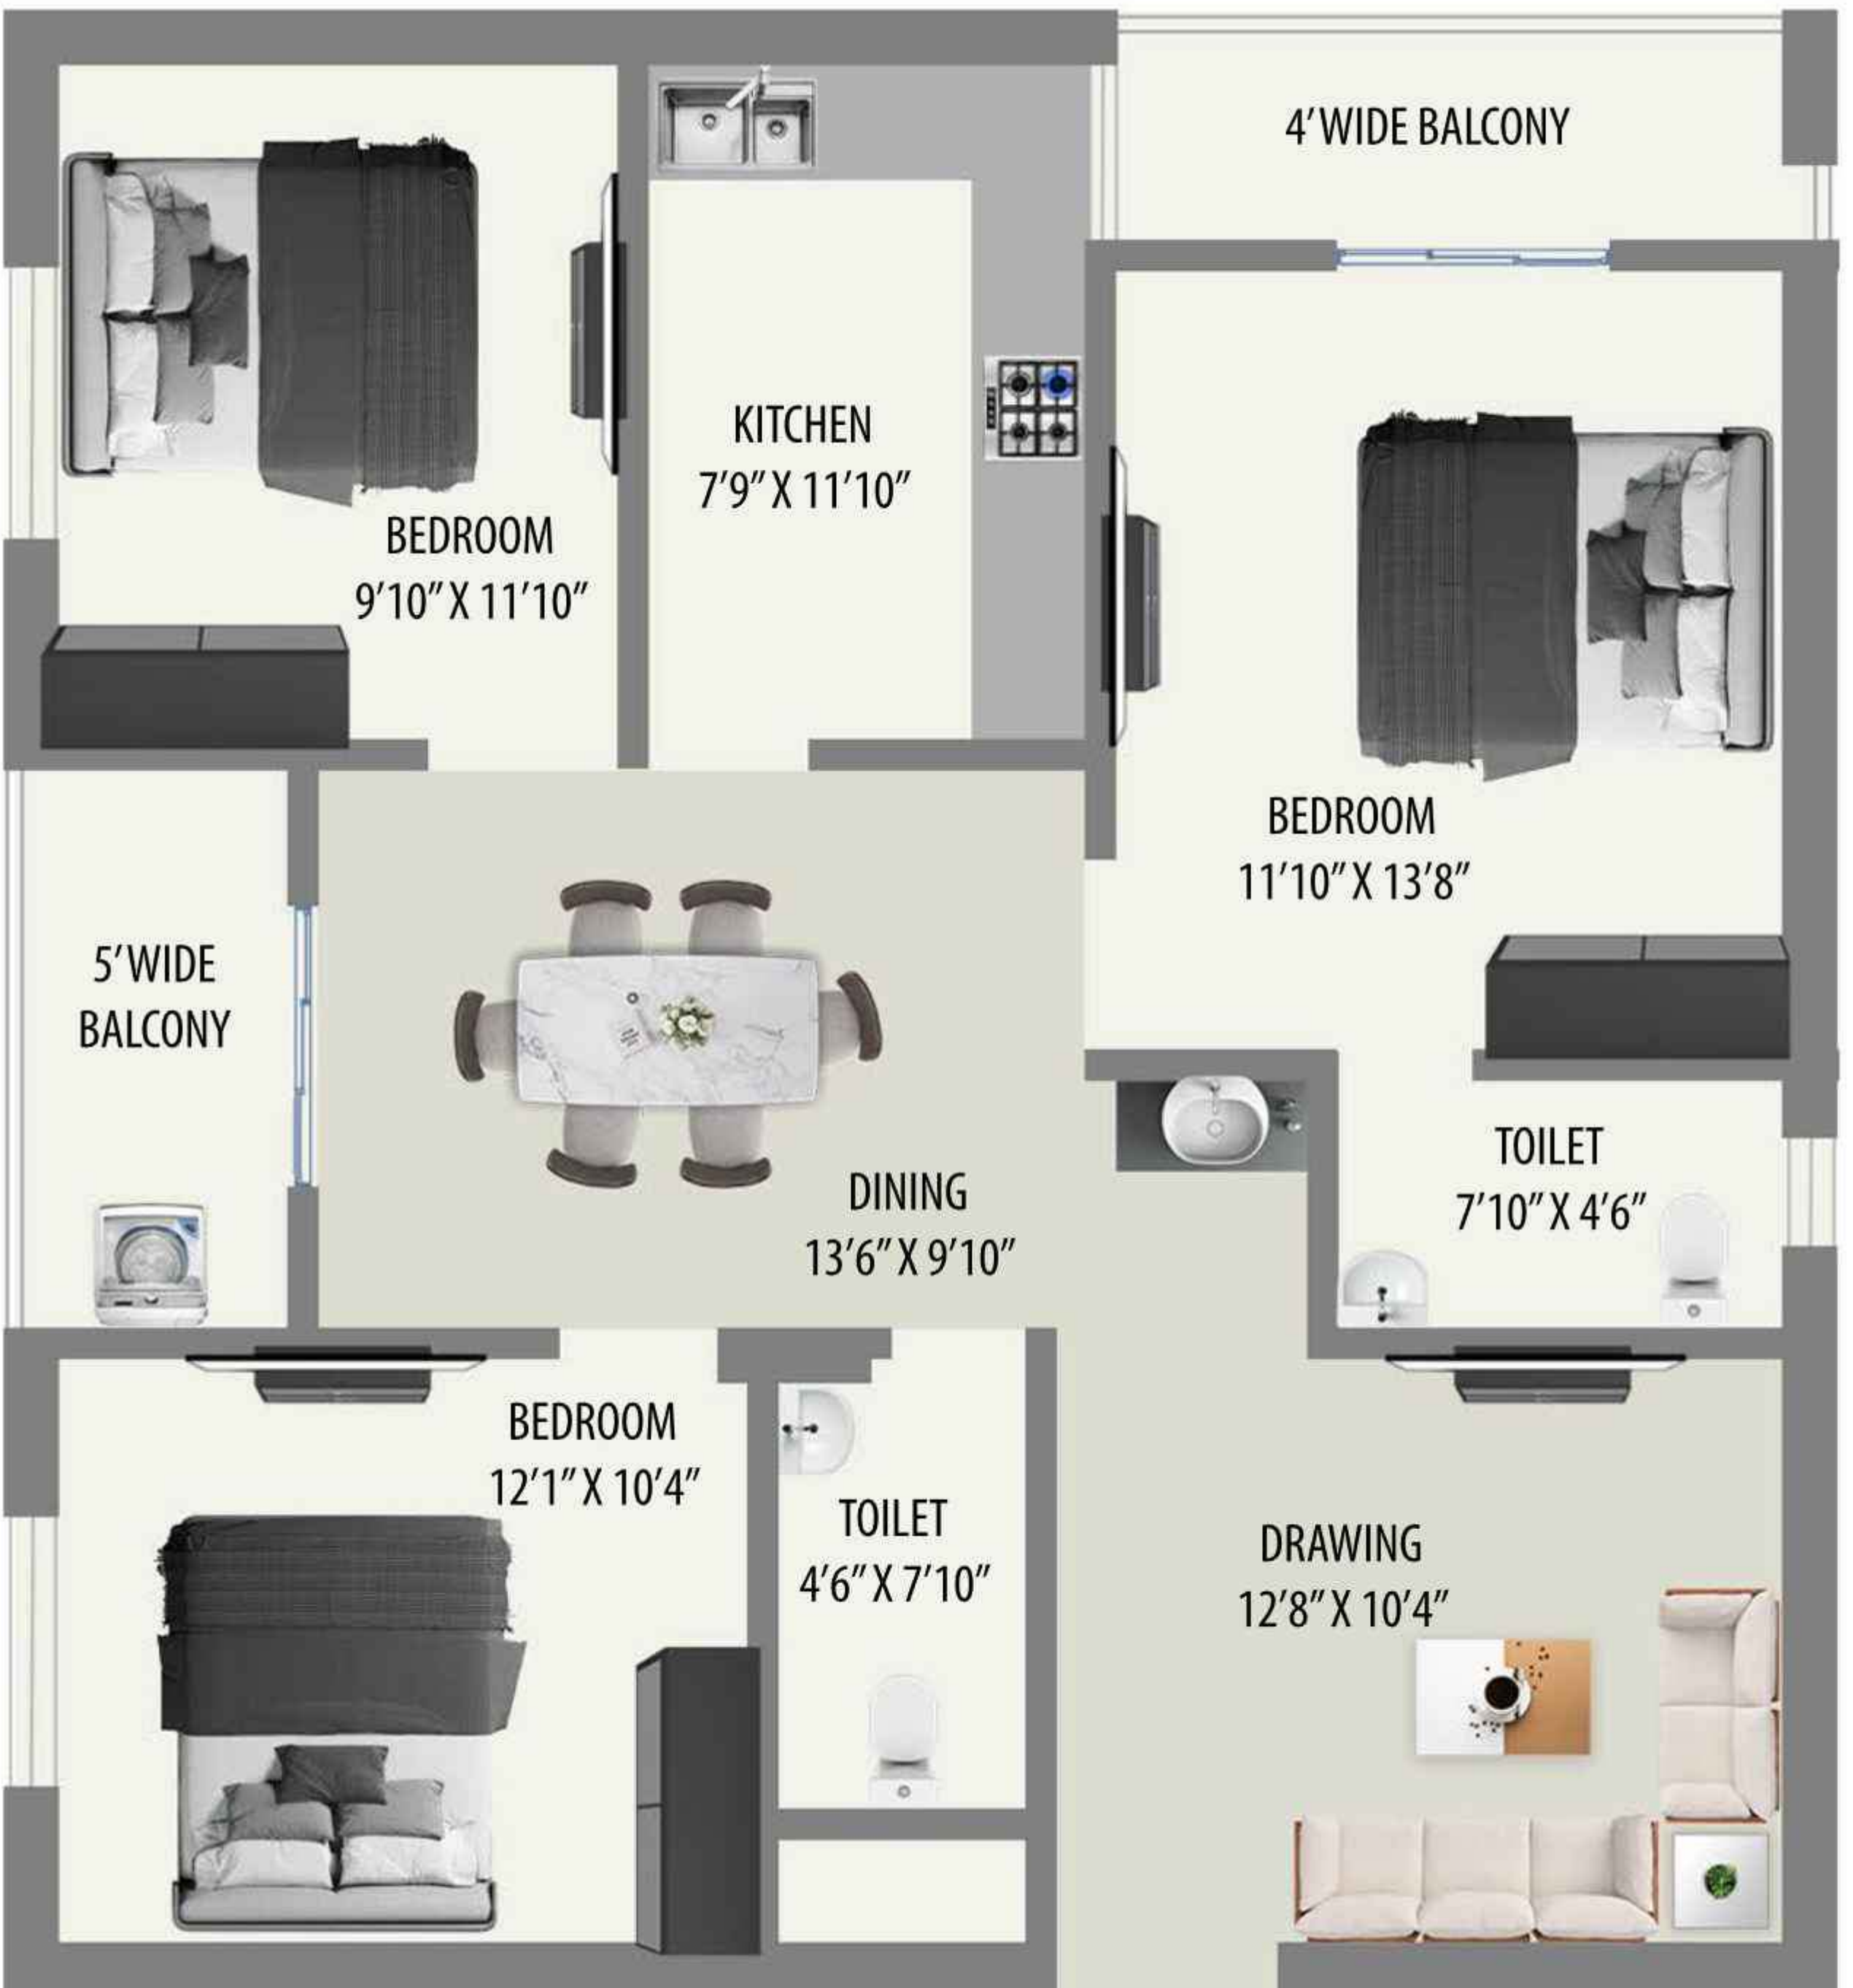 4' WIDE BALCONY
KITCHEN
7'9" X 11'10"
BEDROOM
9'10" X 11'10"
BEDROOM
11'10" X 13'8"
5' WIDE
BALCONY
DINING
13'6" X 9'10"
TOILET
7'10" X 4'6"
BEDROOM
12'1" X 10'4"
TOILET
4'6" X 7'10"
DRAWING
12'8" X 10'4"